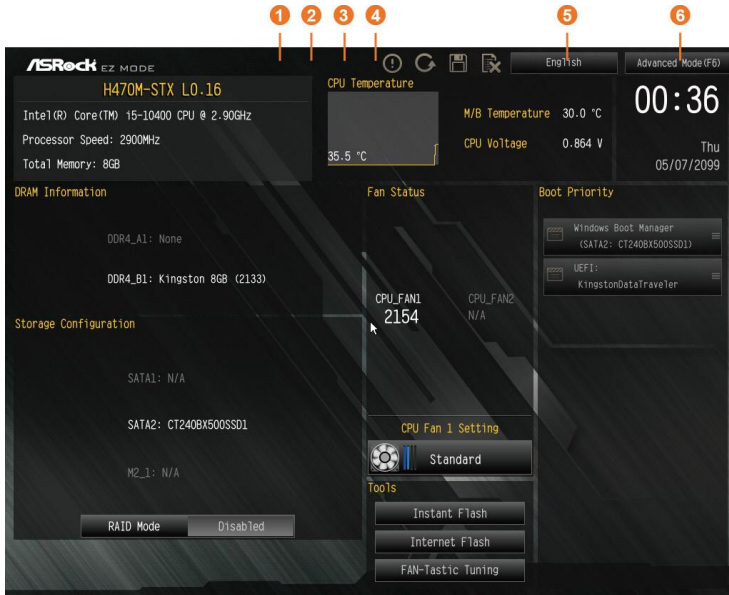 1 2 3 4 5 6
ASRock EZ MODE
English
Advanced Mode(F6)
H470M-STX L0.16
Intel(R) Core(TM) i5-10400 CPU @ 2.90GHz
Processor Speed: 2900MHz
Total Memory: 8GB
CPU Temperature
35.5 °C
M/B Temperature 30.0 °C
CPU Voltage 0.864 V
00:36
Thu
05/07/2099
DRAM Information
DDR4_A1: None
DDR4_B1: Kingston 8GB (2133)
Storage Configuration
SATA1: N/A
SATA2: CT240BX500SSD1
M2_1: N/A
RAID Mode Disabled
Fan Status
CPU_FAN1
2154
CPU_FAN2
N/A
CPU Fan 1 Setting
Standard
Tools
Instant Flash
Internet Flash
FAN-Tastic Tuning
Boot Priority
Windows Boot Manager
(SATA2: CT240BX500SSD1)
UEFI:
KingstonDataTraveler